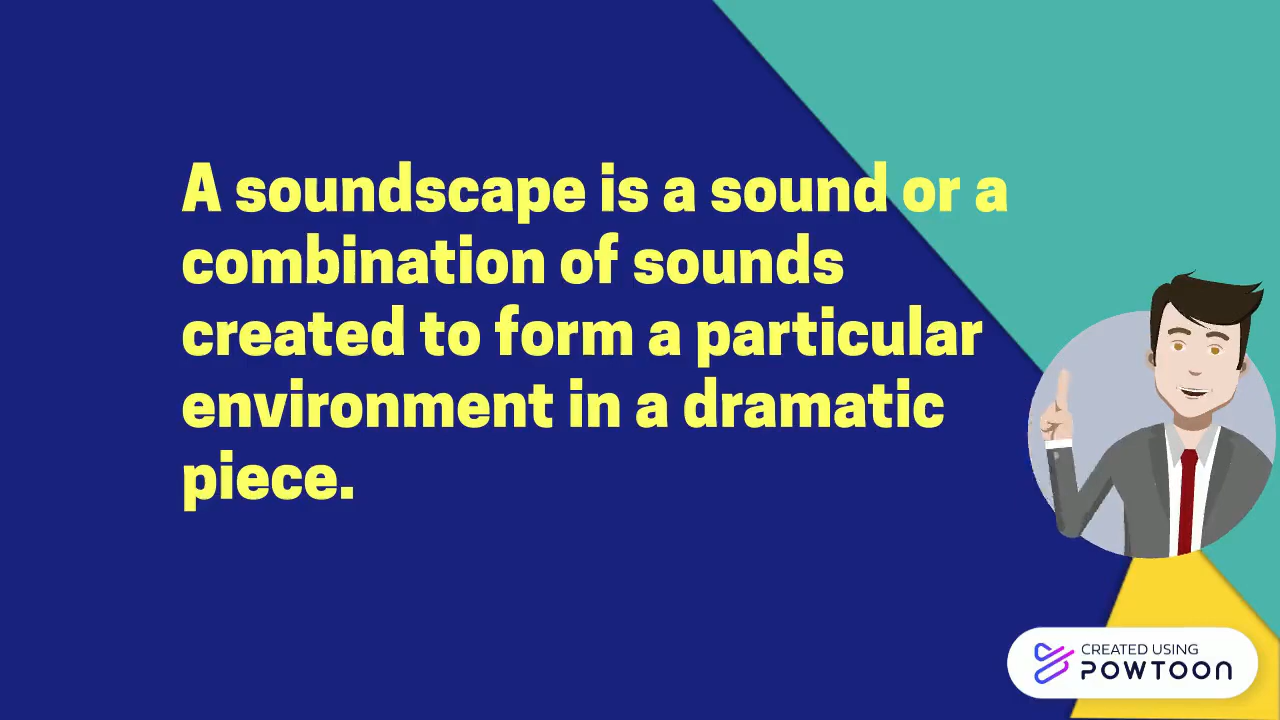 A soundscape is a sound or a
combination of sounds
created to form a particular
environment in a dramatic
piece.
CREATED USING
POWTOON